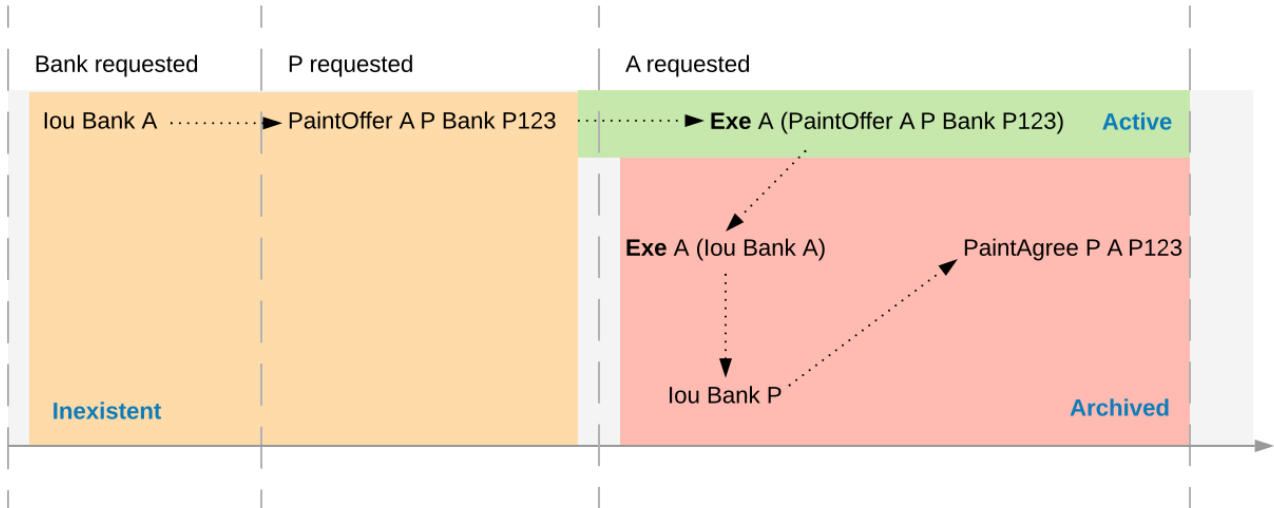 Bank requested
P requested
A requested
Iou Bank A
PaintOffer A P Bank P123
Exe A (PaintOffer A P Bank P123)
Active
Exe A (Iou Bank A)
PaintAgree P A P123
Iou Bank P
Inexistent
Archived